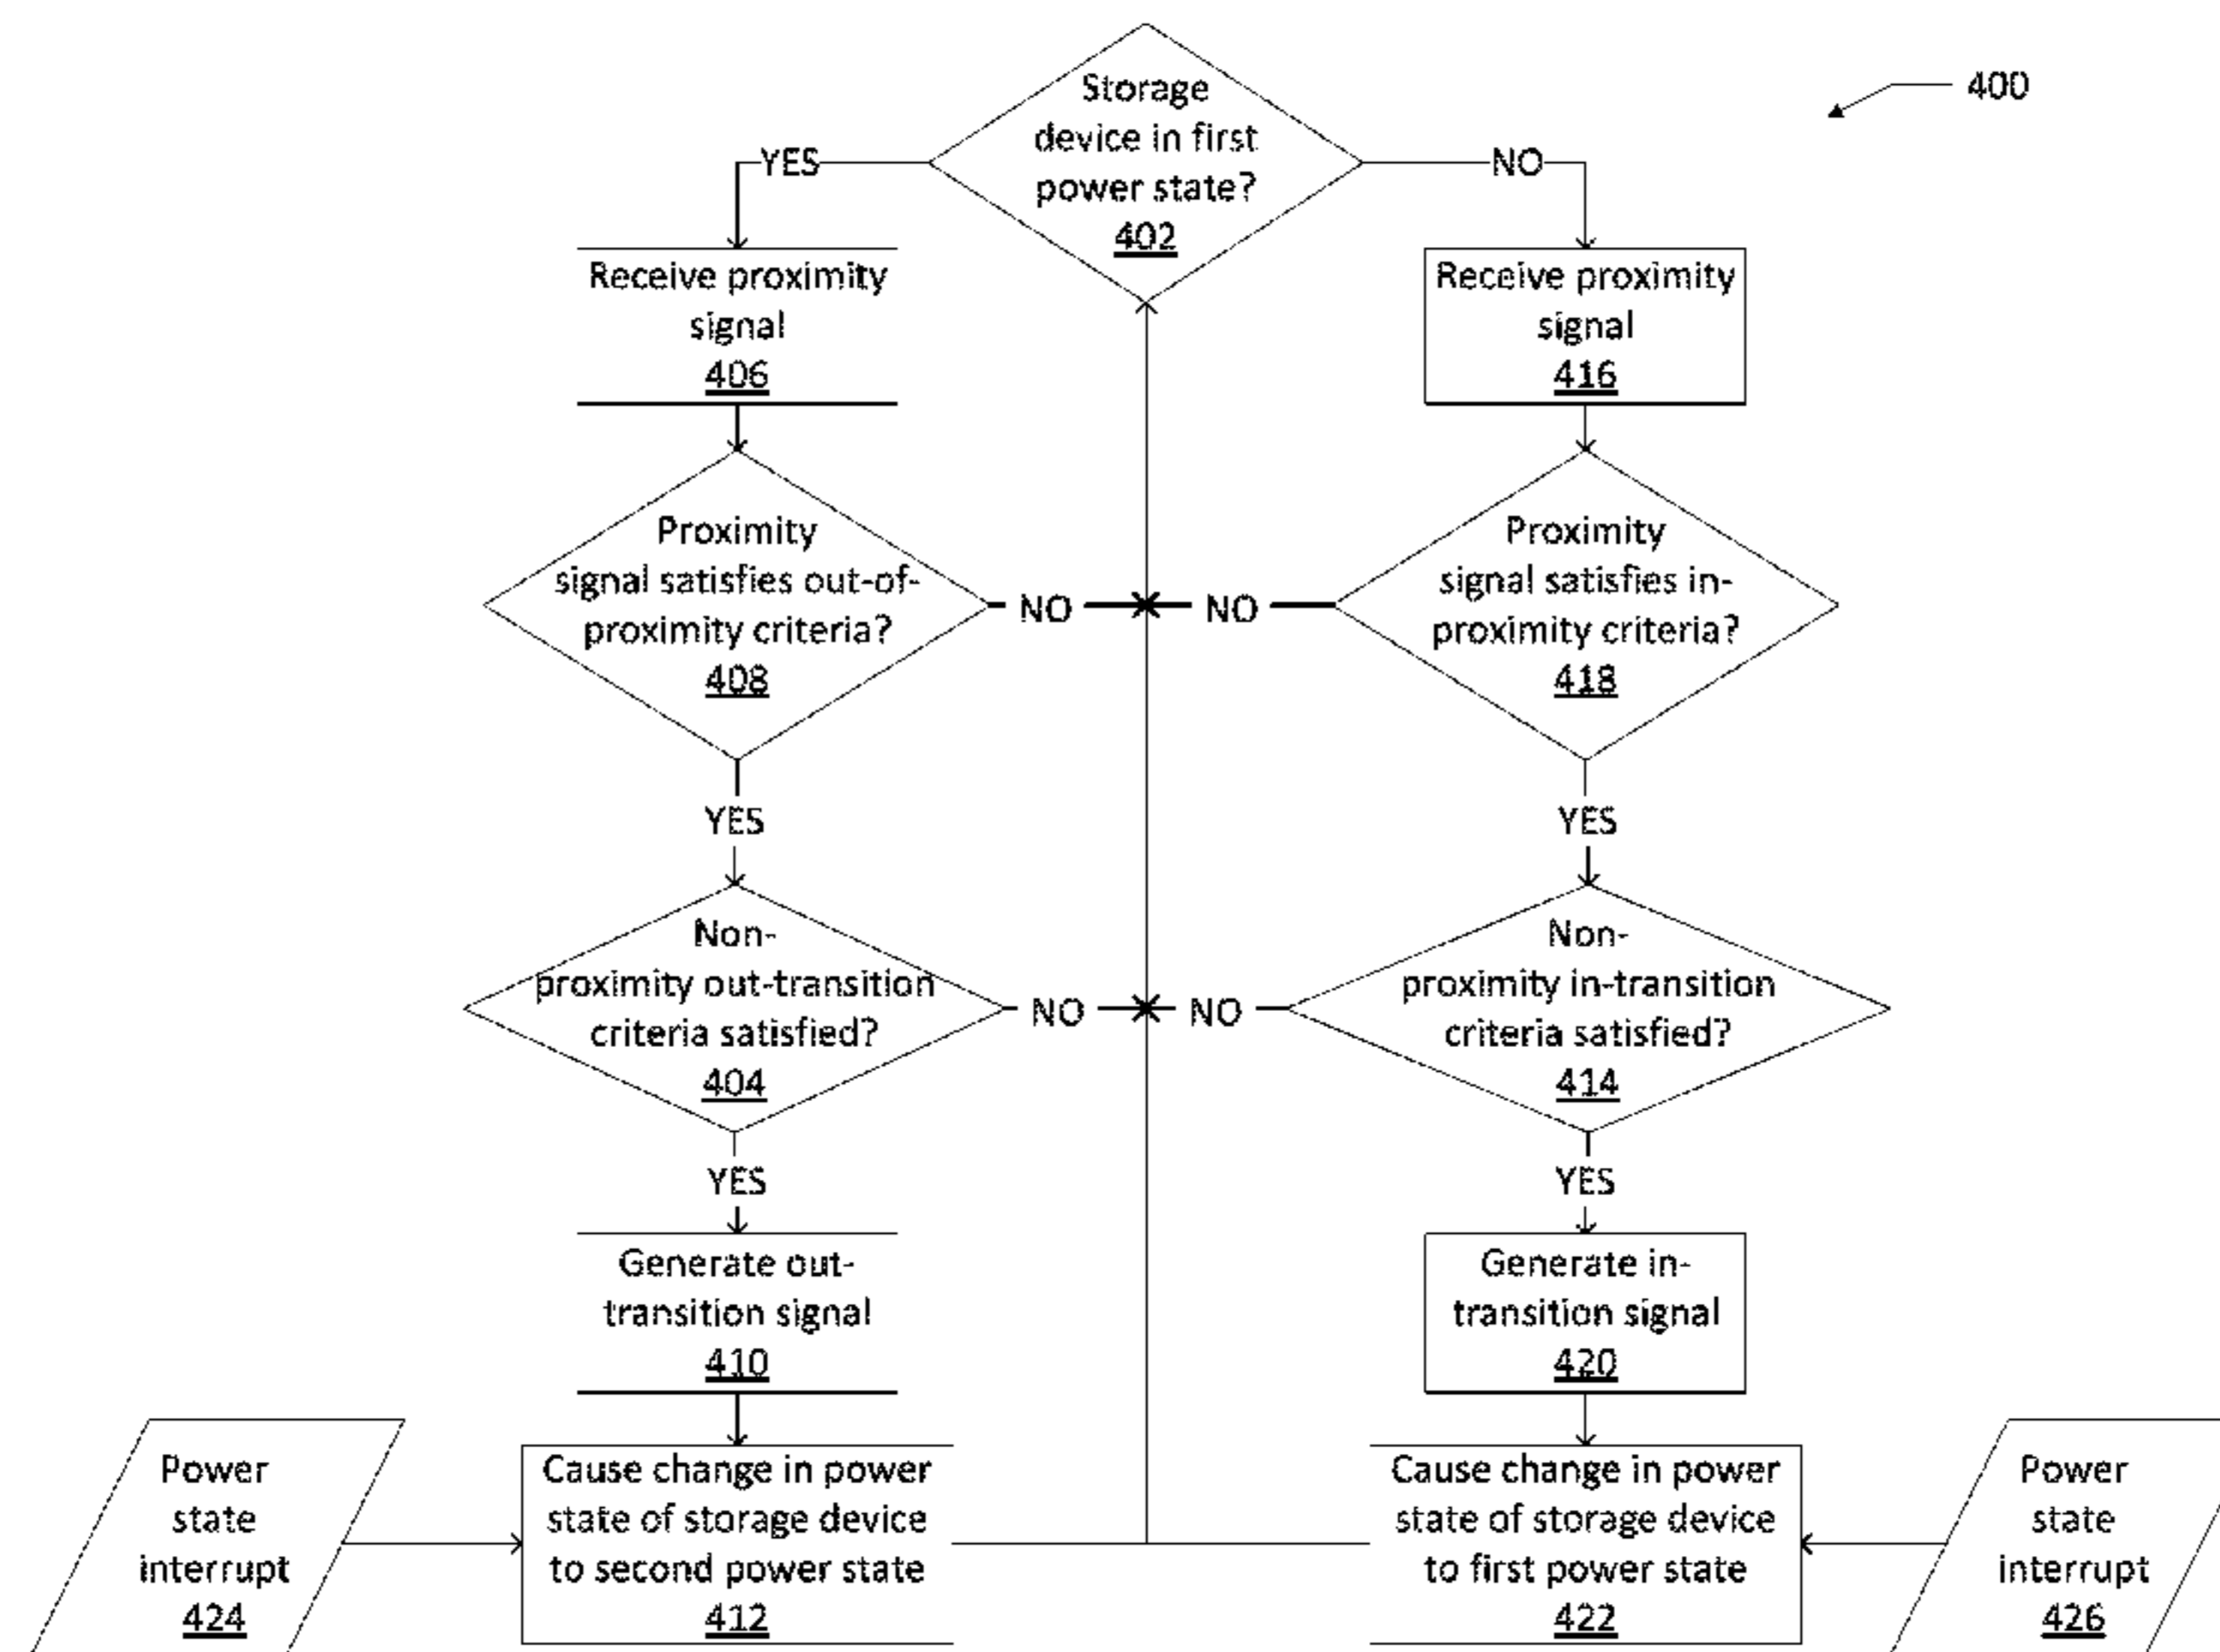 Storage
device in first
power state?
402
400
YES
NO
Receive proximity
signal
406
Receive proximity
signal
416
Proximity
signal satisfies out-of-
proximity criteria?
408
NO
NO
Proximity
signal satisfies in-
proximity criteria?
418
YES
YES
Non-
proximity out-transition
criteria satisfied?
404
NO
NO
Non-
proximity in-transition
criteria satisfied?
414
YES
YES
Generate out-
transition signal
410
Generate in-
transition signal
420
Power
state
interrupt
424
Cause change in power
state of storage device
to second power state
412
Cause change in power
state of storage device
to first power state
422
Power
state
interrupt
426